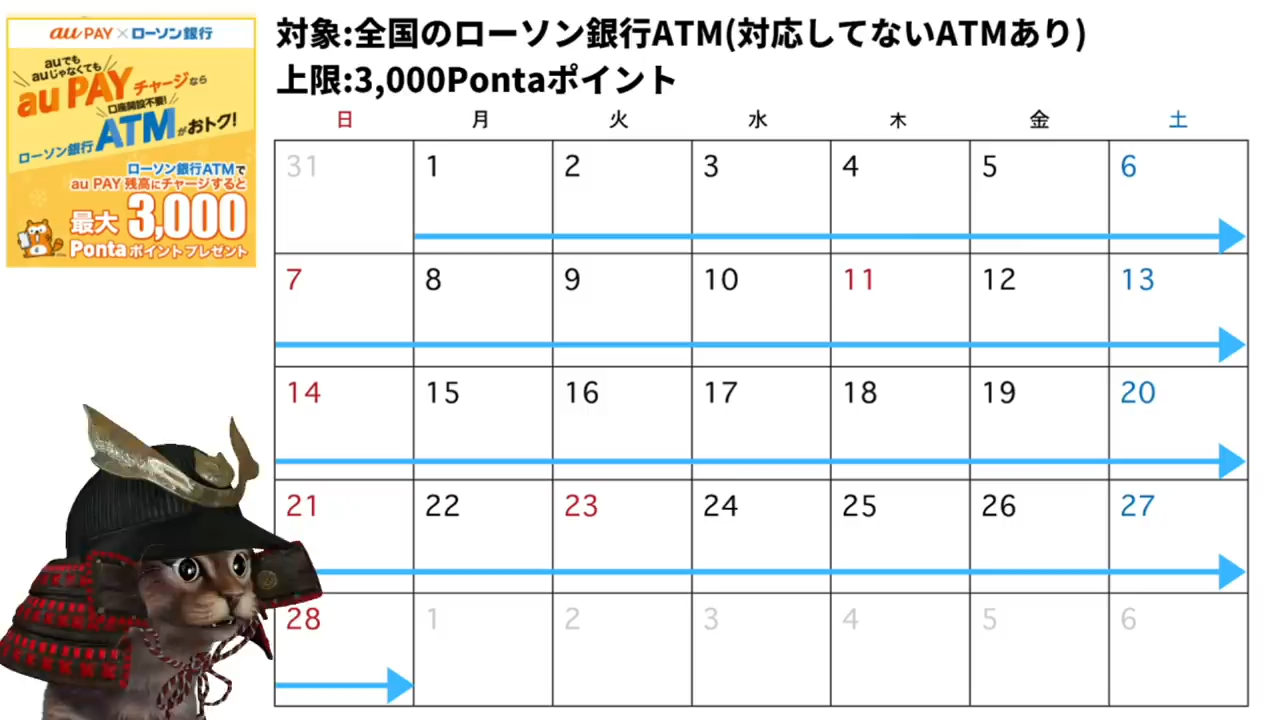 au PAY×ローソン銀行
auでも
auじゃなくても
au PAY チャージなら
口座開設不要!
ローソン銀行ATMがおトク!
ローソン銀行ATMで
au PAY 残高にチャージすると
最大3,000
Pontaポイントプレゼント
対象:全国のローソン銀行ATM(対応してないATMあり)
上限:3,000Pontaポイント
日 月 火 水 木 金 土
31 1 2 3 4 5 6
7 8 9 10 11 12 13
14 15 16 17 18 19 20
21 22 23 24 25 26 27
28 1 2 3 4 5 6